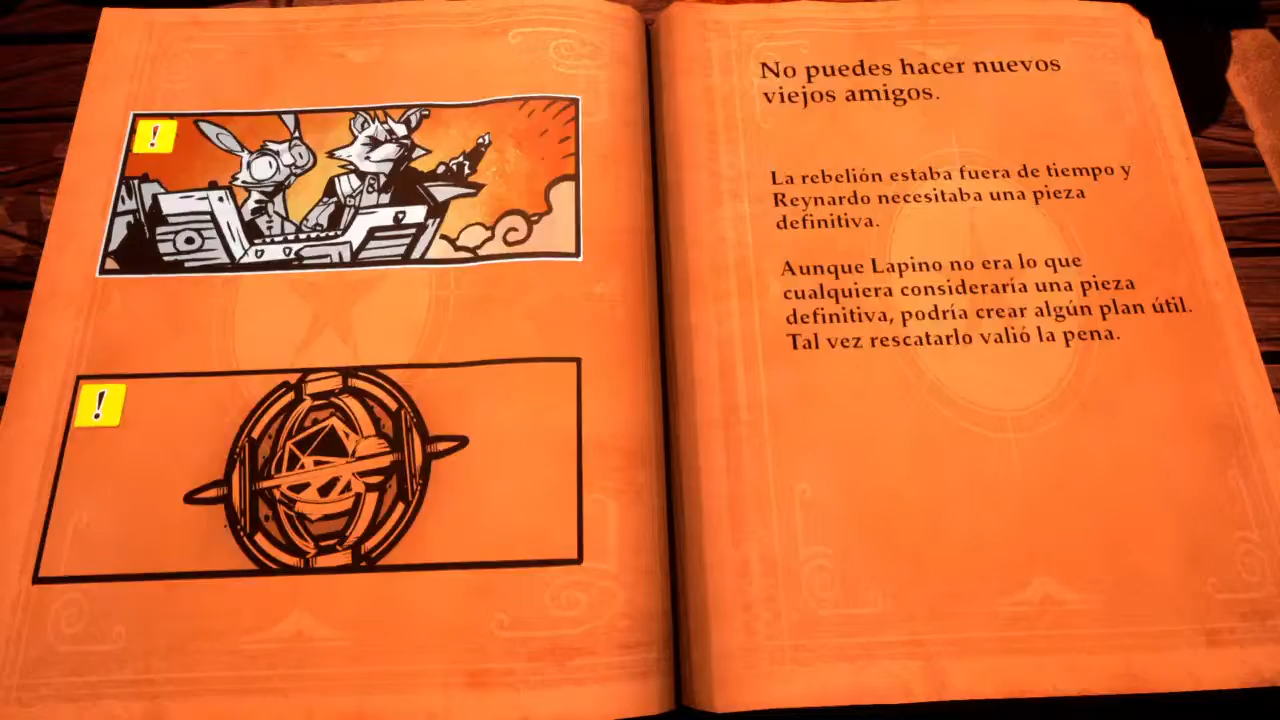 !
!
No puedes hacer nuevos
viejos amigos.
La rebelión estaba fuera de tiempo y
Reynardo necesitaba una pieza
definitiva.
Aunque Lapino no era lo que
cualquiera consideraría una pieza
definitiva, podría crear algún plan útil.
Tal vez rescatarlo valió la pena.